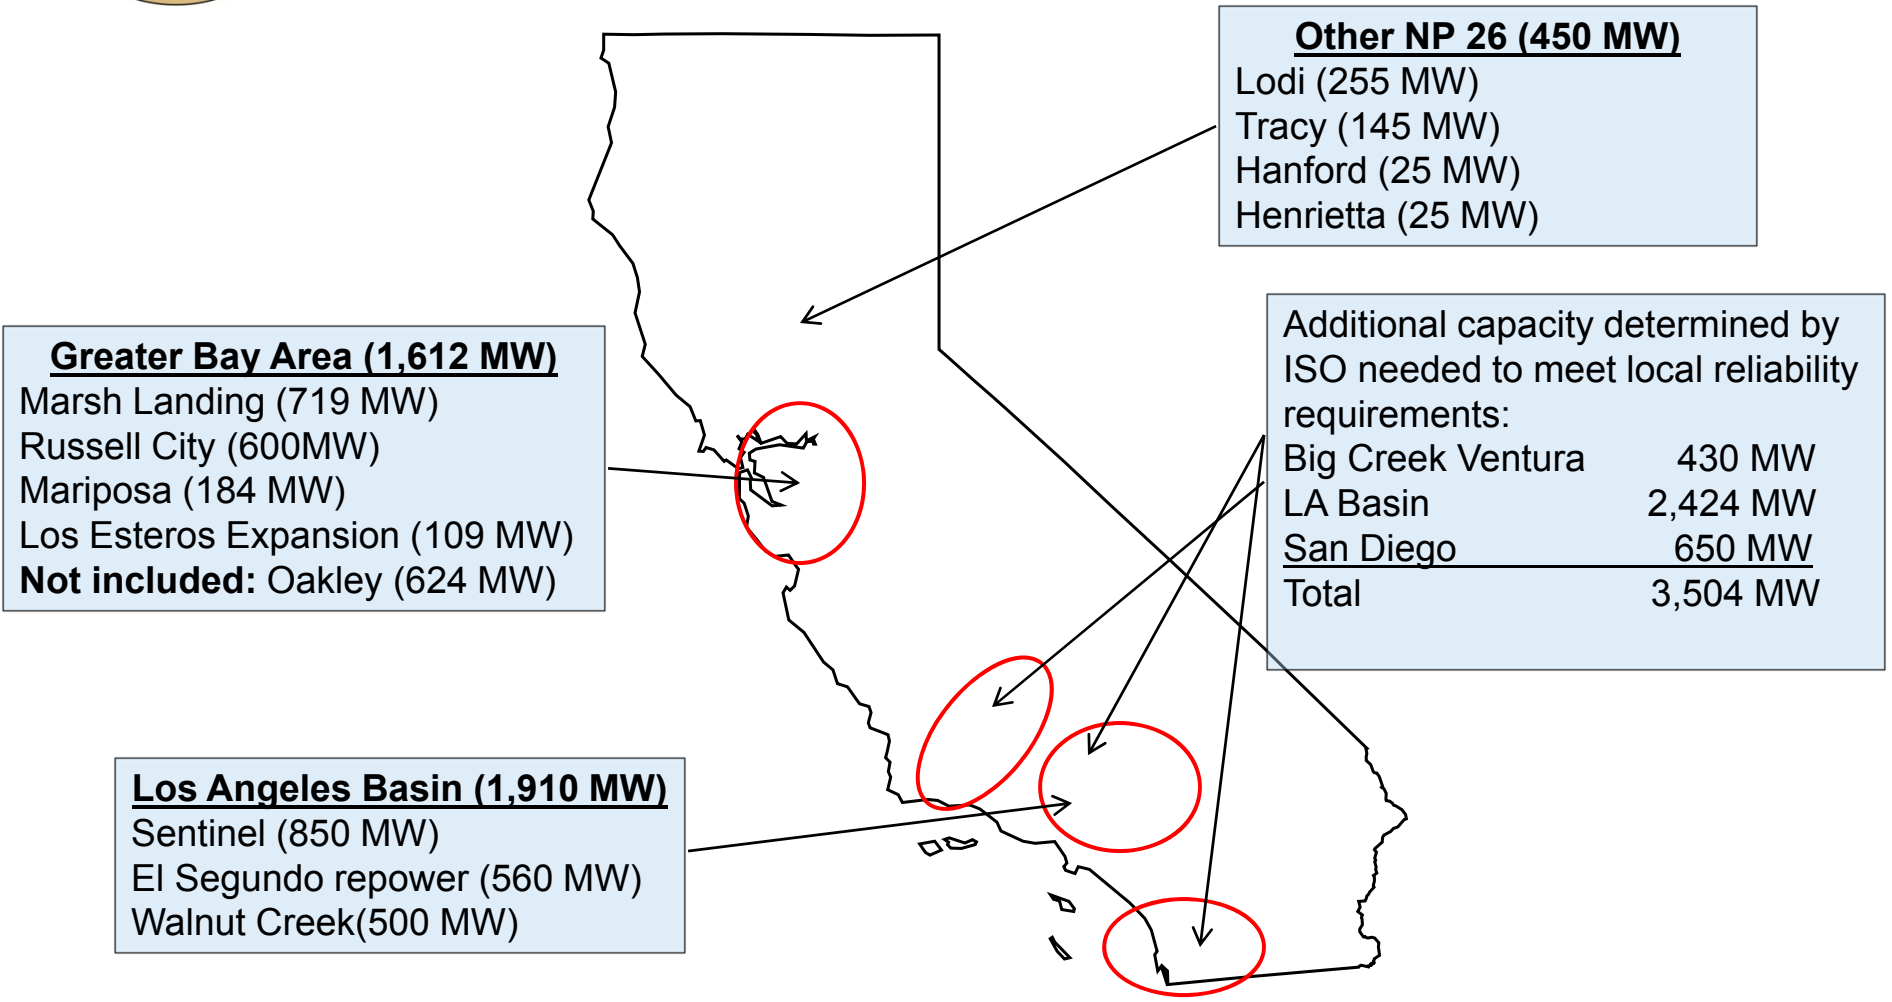 Other NP 26 (450 MW)
Lodi (255 MW)
Tracy (145 MW)
Hanford (25 MW)
Henrietta (25 MW)
Additional capacity determined by
ISO needed to meet local reliability
requirements:
Big Creek Ventura 430 MW
LA Basin 2,424 MW
San Diego 650 MW
Total 3,504 MW
Greater Bay Area (1,612 MW)
Marsh Landing (719 MW)
Russell City (600MW)
Mariposa (184 MW)
Los Esteros Expansion (109 MW)
Not included: Oakley (624 MW)
Los Angeles Basin (1,910 MW)
Sentinel (850 MW)
El Segundo repower (560 MW)
Walnut Creek(500 MW)